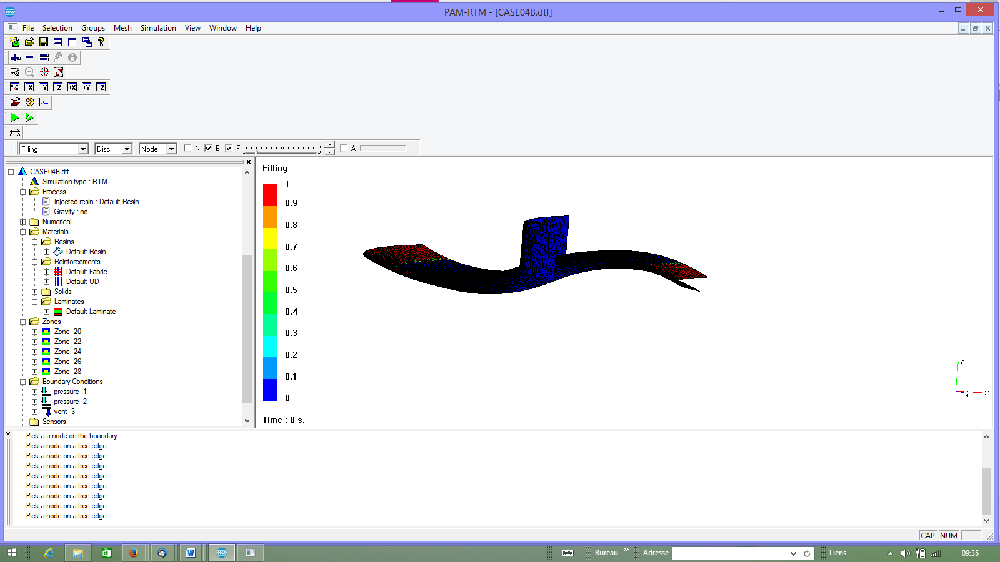 PAM-RTM - [CASE04B.dtf]
File Selection Groups Mesh Simulation View Window Help
-X -Y -Z +X +Y +Z
Filling Disc Node N E F A
CASE04B.dtf
Simulation type : RTM
Process
Injected resin : Default Resin
Gravity : no
Numerical
Materials
Resins
Default Resin
Reinforcements
Default Fabric
Default UD
Solids
Laminates
Default Laminate
Zones
Zone_20
Zone_22
Zone_24
Zone_26
Zone_28
Boundary Conditions
pressure_1
pressure_2
vent_3
Sensors
Filling
1
0.9
0.8
0.7
0.6
0.5
0.4
0.3
0.2
0.1
0
Time : 0 s.
Y
X
Pick a a node on the boundary
Pick a node on a free edge
Pick a node on a free edge
Pick a node on a free edge
Pick a node on a free edge
Pick a node on a free edge
Pick a node on a free edge
Pick a node on a free edge
Pick a node on a free edge
CAP NUM
Bureau » Adresse Liens 09:35